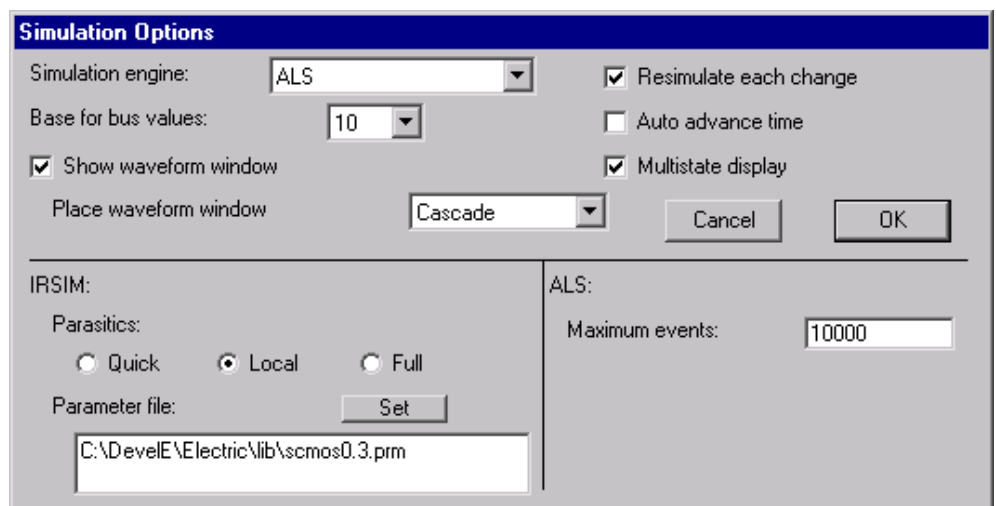 Simulation Options
Simulation engine: ALS
Resimulate each change
Base for bus values: 10
Auto advance time
Show waveform window
Multistate display
Place waveform window Cascade
Cancel OK
IRSIM:
ALS:
Parasitics:
Maximum events: 10000
Quick Local Full
Parameter file: Set
C:\DevelE\Electric\lib\scmos0.3.prm